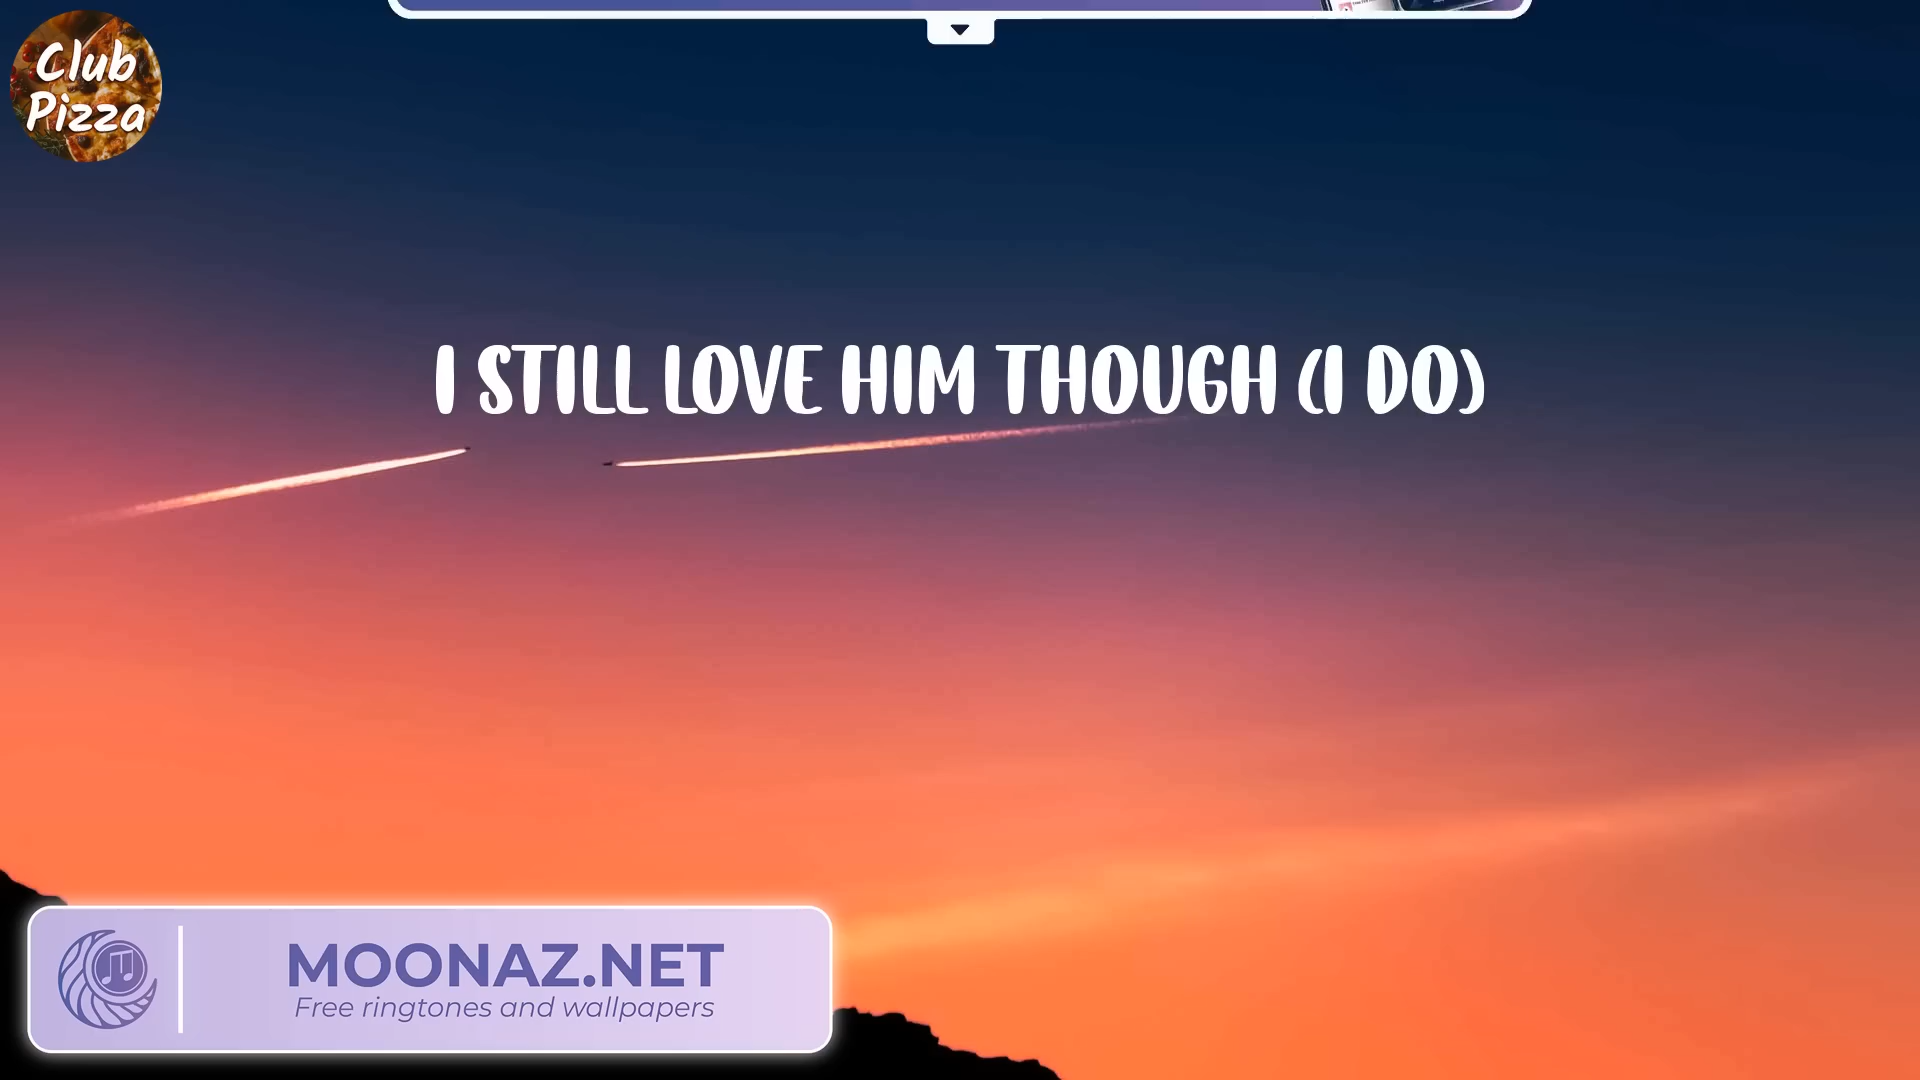 Club
Pizza
I STILL LOVE HIM THOUGH (I DO)
MOONAZ.NET
Free ringtones and wallpapers